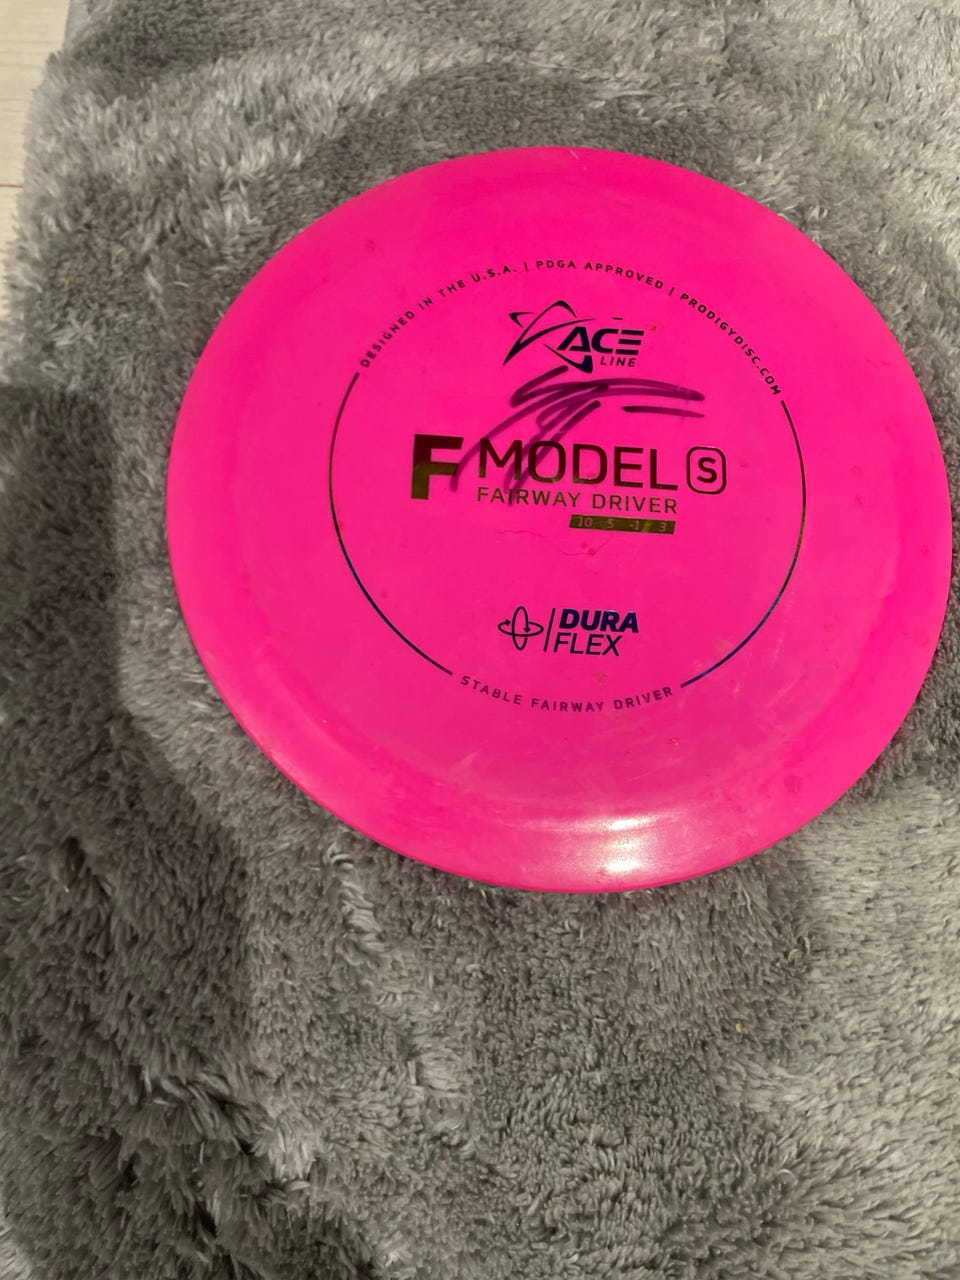 DESIGNED IN THE U.S.A. | PDGA APPROVED | PRODIGYDISC.COM
ACE
LINE
F MODEL S
FAIRWAY DRIVER
10 5 -1 3
DURA
FLEX
STABLE FAIRWAY DRIVER